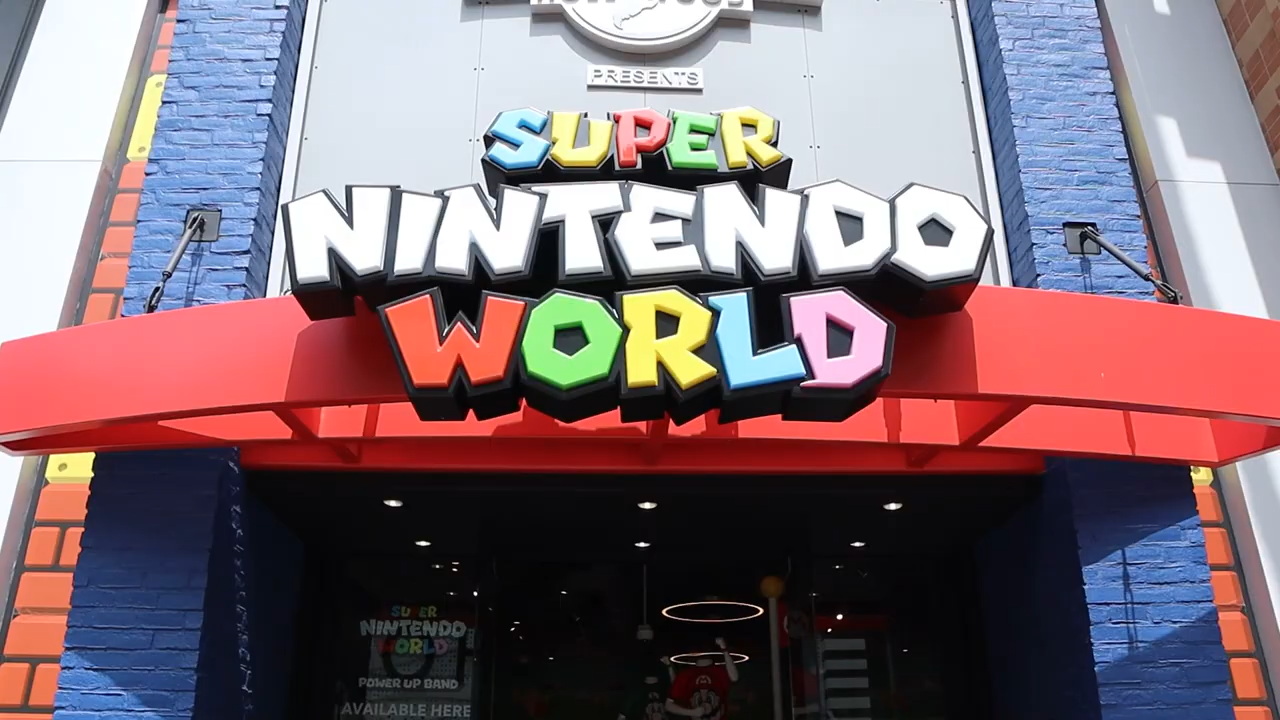 PRESENTS
SUPER
NINTENDO
WORLD
SUPER
NINTENDO
WORLD
POWER UP BAND
AVAILABLE HERE